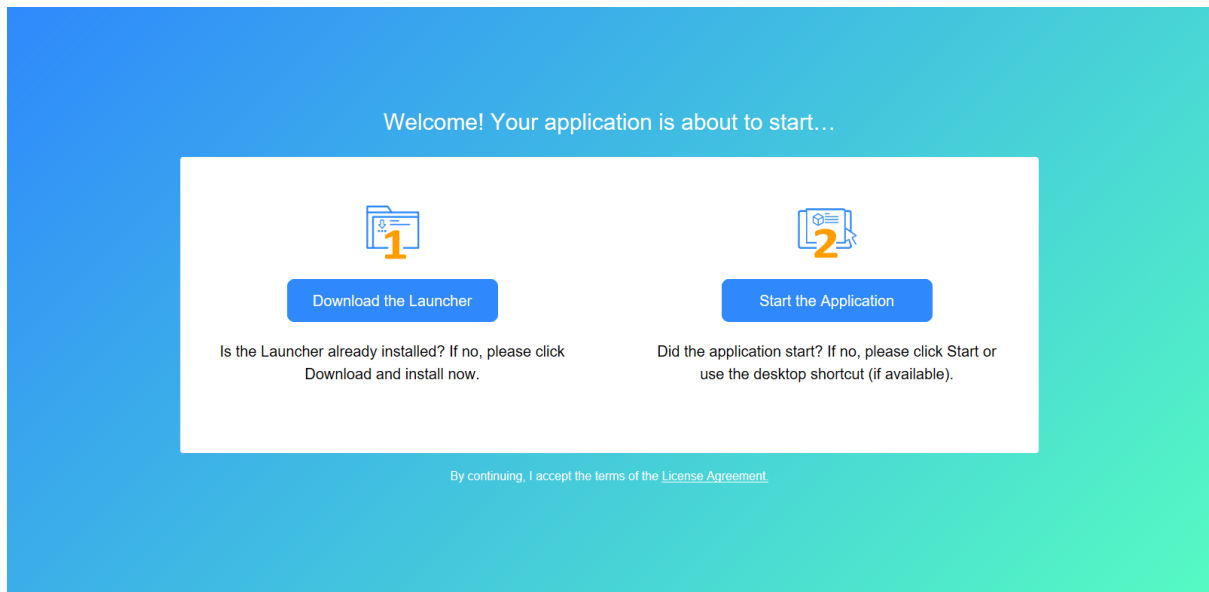 Welcome! Your application is about to start…
1
2
Download the Launcher
Start the Application
Is the Launcher already installed? If no, please click
Download and install now.
Did the application start? If no, please click Start or
use the desktop shortcut (if available).
By continuing, I accept the terms of the License Agreement.